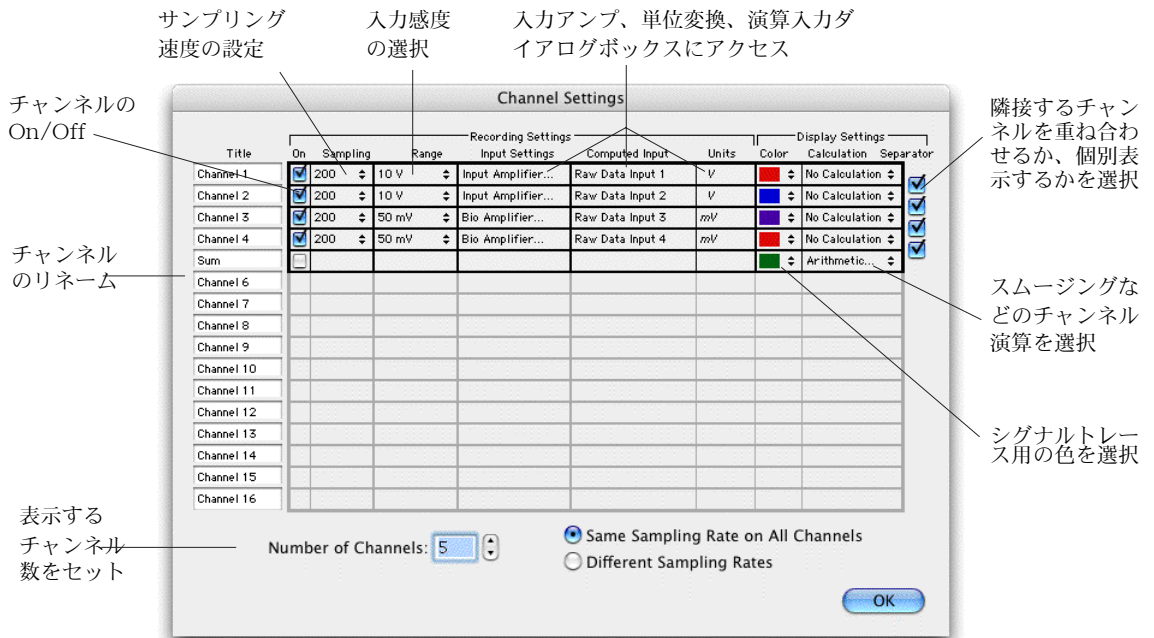 サンプリング
速度の設定
入力感度
の選択
入力アンプ、単位変換、演算入力ダ
イアログボックスにアクセス
チャンネルの
On/Off
チャンネル
のリネーム
表示する
チャンネル
数をセット
隣接するチャン
ネルを重ね合わ
せるか、個別表
示するかを選択
スムージングな
どのチャンネル
演算を選択
シグナルトレー
ス用の色を選択
Channel Settings
Recording Settings Display Settings
Title On Sampling Range Input Settings Computed Input Units Color Calculation Separator
Channel 1 200 10 V Input Amplifier... Raw Data Input 1 V No Calculation
Channel 2 200 10 V Input Amplifier... Raw Data Input 2 V No Calculation
Channel 3 200 50 mV Bio Amplifier... Raw Data Input 3 mV No Calculation
Channel 4 200 50 mV Bio Amplifier... Raw Data Input 4 mV No Calculation
Sum Arithmetic...
Channel 6
Channel 7
Channel 8
Channel 9
Channel 10
Channel 11
Channel 12
Channel 13
Channel 14
Channel 15
Channel 16
Number of Channels: 5
Same Sampling Rate on All Channels
Different Sampling Rates
OK